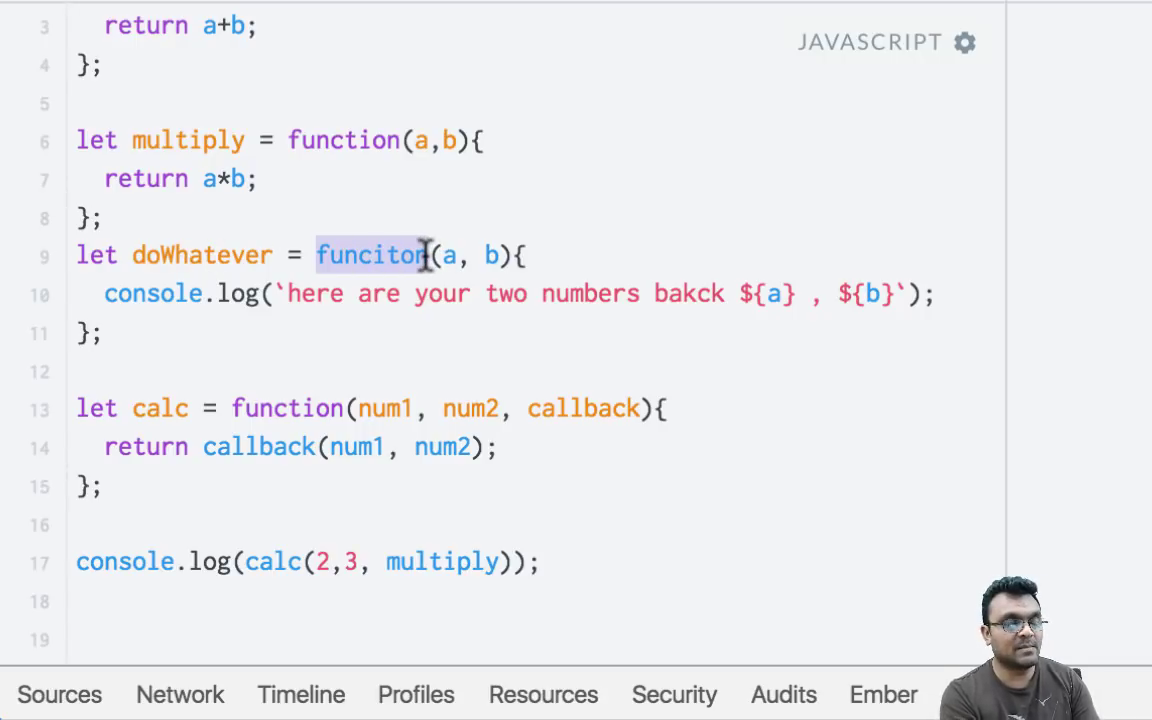 3 return a+b;
JAVASCRIPT
4 };
5
6 let multiply = function(a,b){
7 return a*b;
8 };
9 let doWhatever = funciton(a, b){
10 console.log(`here are your two numbers bakck ${a} , ${b}`);
11 };
12
13 let calc = function(num1, num2, callback){
14 return callback(num1, num2);
15 };
16
17 console.log(calc(2,3, multiply));
18
19
Sources Network Timeline Profiles Resources Security Audits Ember